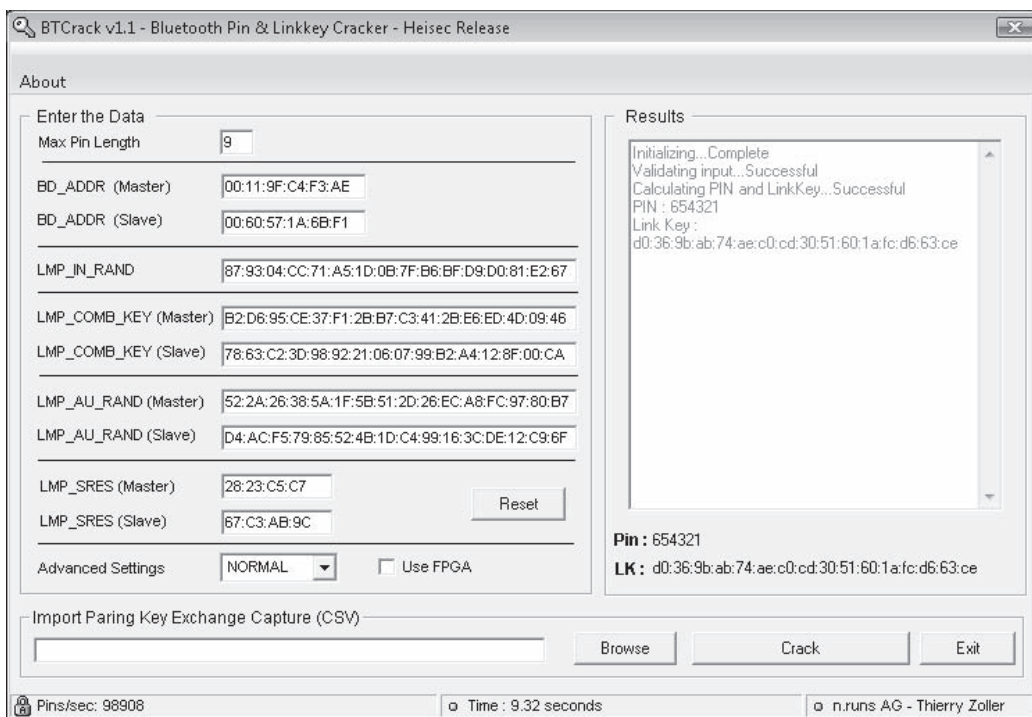 BTCrack v1.1 - Bluetooth Pin & Linkkey Cracker - Heisec Release
About
Enter the Data
Max Pin Length 9
BD_ADDR (Master) 00:11:9F:C4:F3:AE
BD_ADDR (Slave) 00:60:57:1A:6B:F1
LMP_IN_RAND 87:93:04:CC:71:A5:1D:0B:7F:B6:BF:D9:D0:81:E2:67
LMP_COMB_KEY (Master) B2:D6:95:CE:37:F1:2B:B7:C3:41:2B:E6:ED:4D:09:46
LMP_COMB_KEY (Slave) 78:63:C2:3D:98:92:21:06:07:99:B2:A4:12:8F:00:CA
LMP_AU_RAND (Master) 52:2A:26:38:5A:1F:5B:51:2D:26:EC:A8:FC:97:80:B7
LMP_AU_RAND (Slave) D4:AC:F5:79:85:52:4B:1D:C4:99:16:3C:DE:12:C9:6F
LMP_SRES (Master) 28:23:C5:C7
LMP_SRES (Slave) 67:C3:AB:9C
Reset
Advanced Settings NORMAL Use FPGA
Results
Initializing...Complete
Validating input...Successful
Calculating PIN and LinkKey...Successful
PIN : 654321
Link Key :
d0:36:9b:ab:74:ae:c0:cd:30:51:60:1a:fc:d6:63:ce
Pin : 654321
LK : d0:36:9b:ab:74:ae:c0:cd:30:51:60:1a:fc:d6:63:ce
Import Paring Key Exchange Capture (CSV)
Browse Crack Exit
Pins/sec: 98908 Time : 9.32 seconds n.runs AG - Thierry Zoller